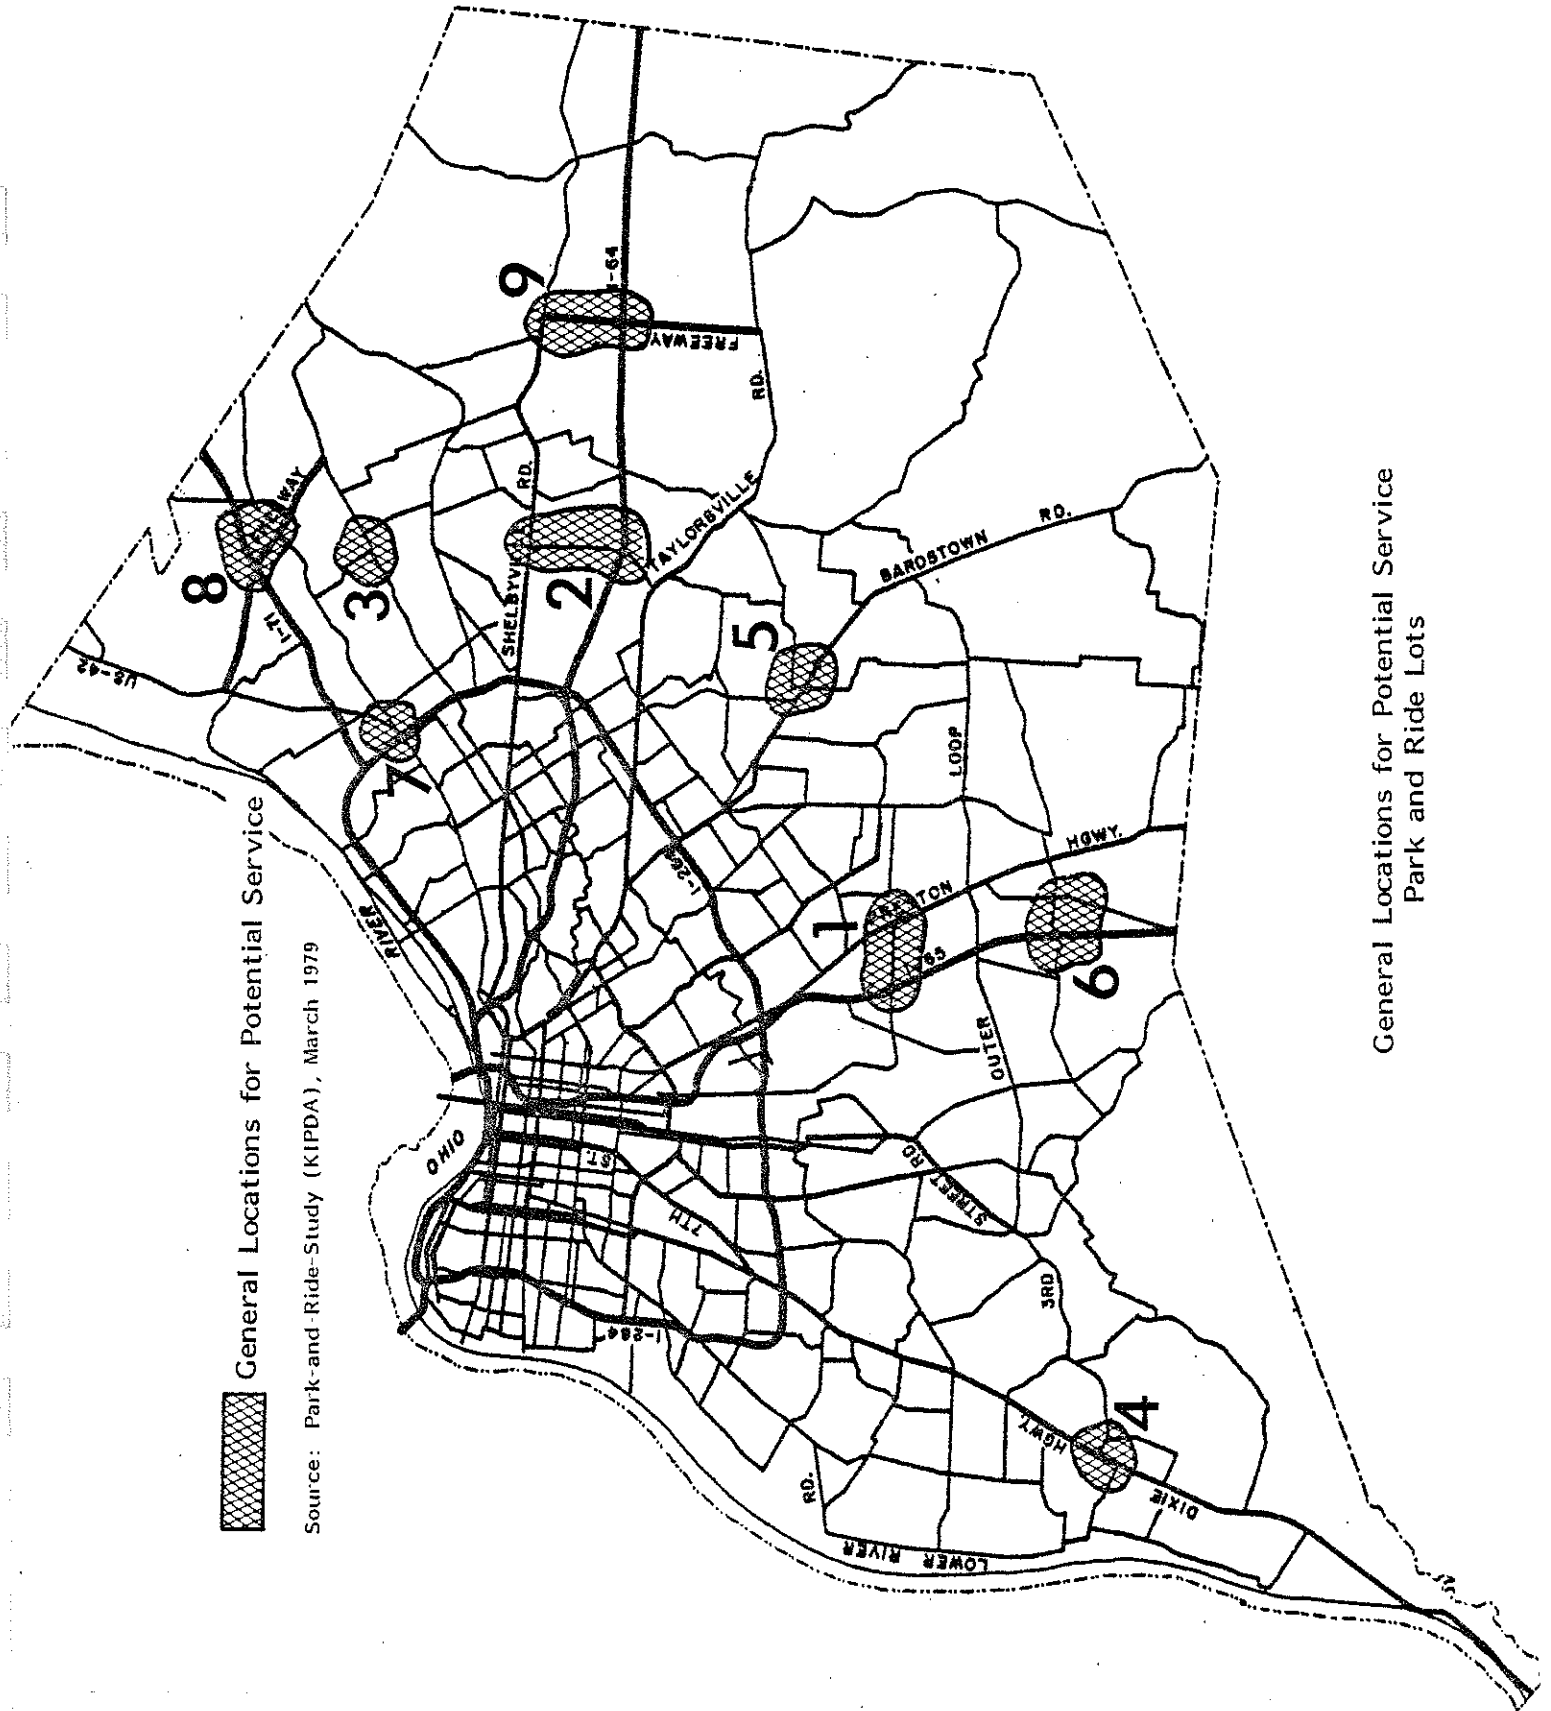 General Locations for Potential Service
Source: Park-and-Ride-Study (KIPDA), March 1979
8
3
7
9
2
5
1
6
4
US-42
I-71
FREEWAY
SHELBYVILLE
RD.
I-64
FREEWAY
TAYLORSVILLE
RD.
BARDSTOWN
RD.
RIVER
I-264
LOOP
PRESTON
HGWY.
65
OUTER
OHIO
ST.
7TH
I-264
STREET
RD
3RD
DIXIE
HGWY.
RD.
LOWER RIVER
General Locations for Potential Service
Park and Ride Lots